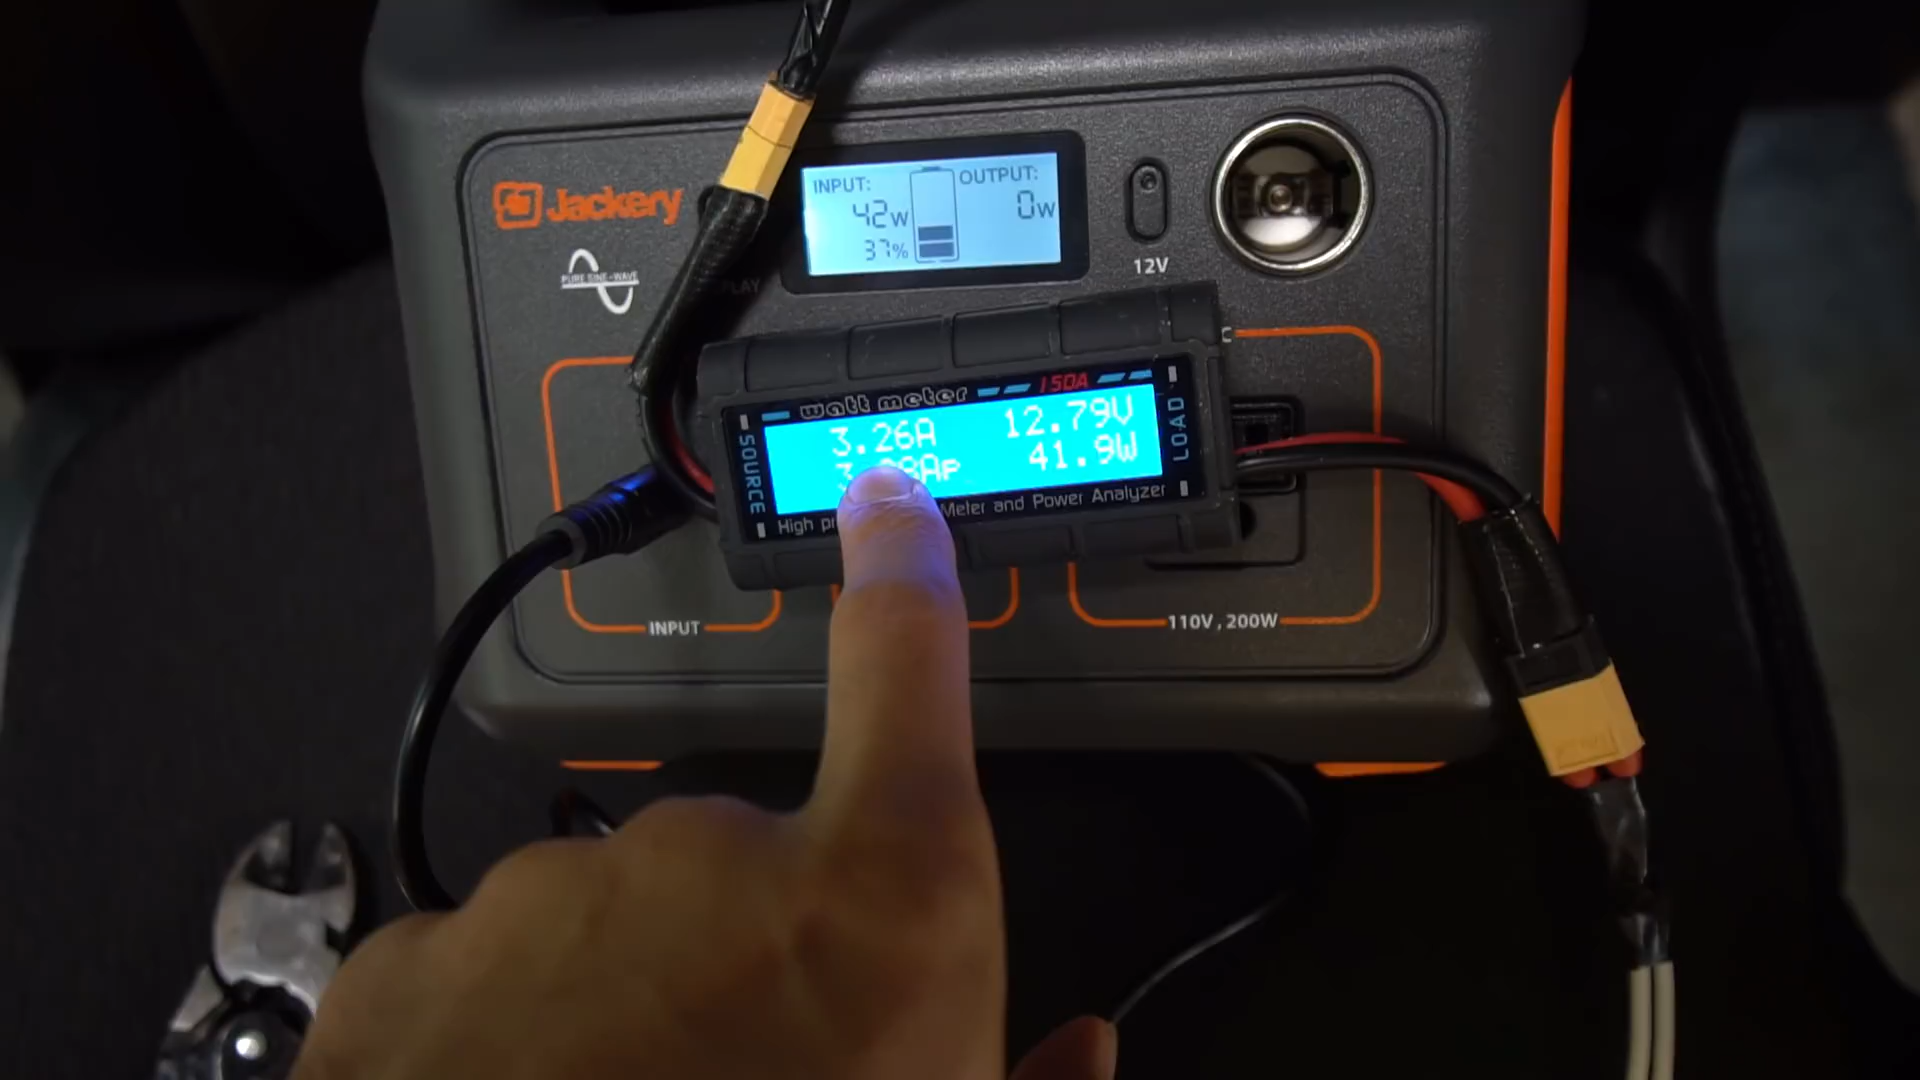 Jackery
PURE SINE-WAVE
INPUT:
42W
37%
OUTPUT:
0W
12V
watt meter
150A
SOURCE
LOAD
3.26A 12.79V
41.9W
High Meter and Power Analyzer
INPUT
110V, 200W